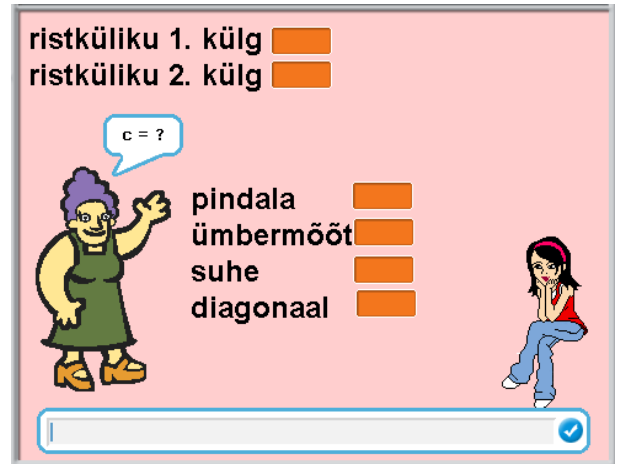 ristküliku 1. külg
ristküliku 2. külg
c = ?
pindala
ümbermõõt
suhe
diagonaal